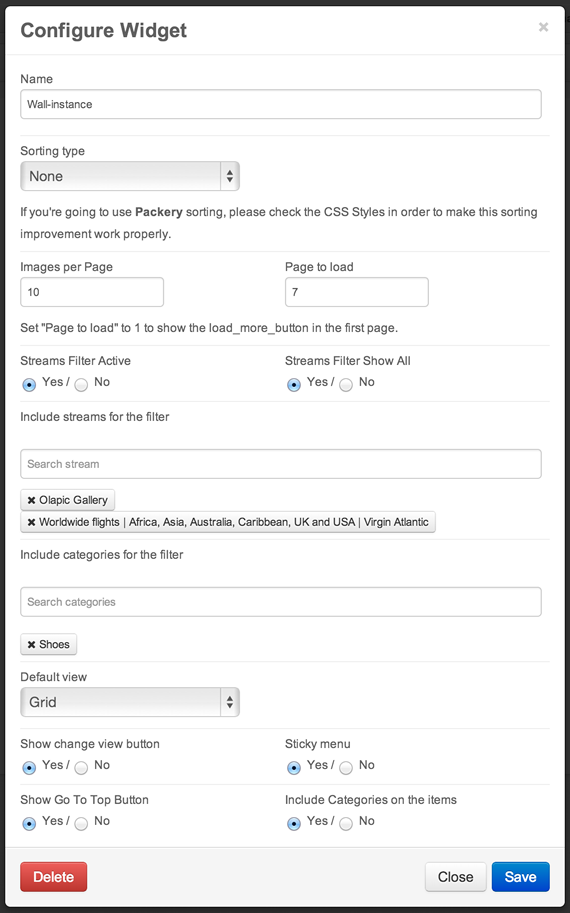 Configure Widget
×
Name
Wall-instance
Sorting type
None
If you're going to use Packery sorting, please check the CSS Styles in order to make this sorting
improvement work properly.
Images per Page Page to load
10 7
Set "Page to load" to 1 to show the load_more_button in the first page.
Streams Filter Active Streams Filter Show All
Yes / No Yes / No
Include streams for the filter
Search stream
✖ Olapic Gallery
✖ Worldwide flights | Africa, Asia, Australia, Caribbean, UK and USA | Virgin Atlantic
Include categories for the filter
Search categories
✖ Shoes
Default view
Grid
Show change view button Sticky menu
Yes / No Yes / No
Show Go To Top Button Include Categories on the items
Yes / No Yes / No
Delete Close Save